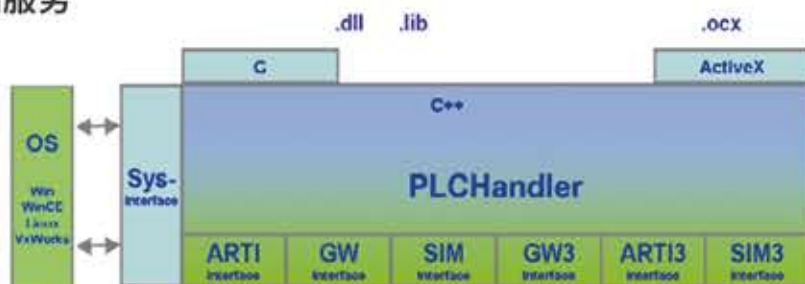 服务
.dll .lib .ocx
C ActiveX
C++
OS
Win
WinCE
Linux
VxWorks
Sys-
Interface
PLCHandler
ARTI GW SIM GW3 ARTI3 SIM3
Interface Interface Interface Interface Interface Interface